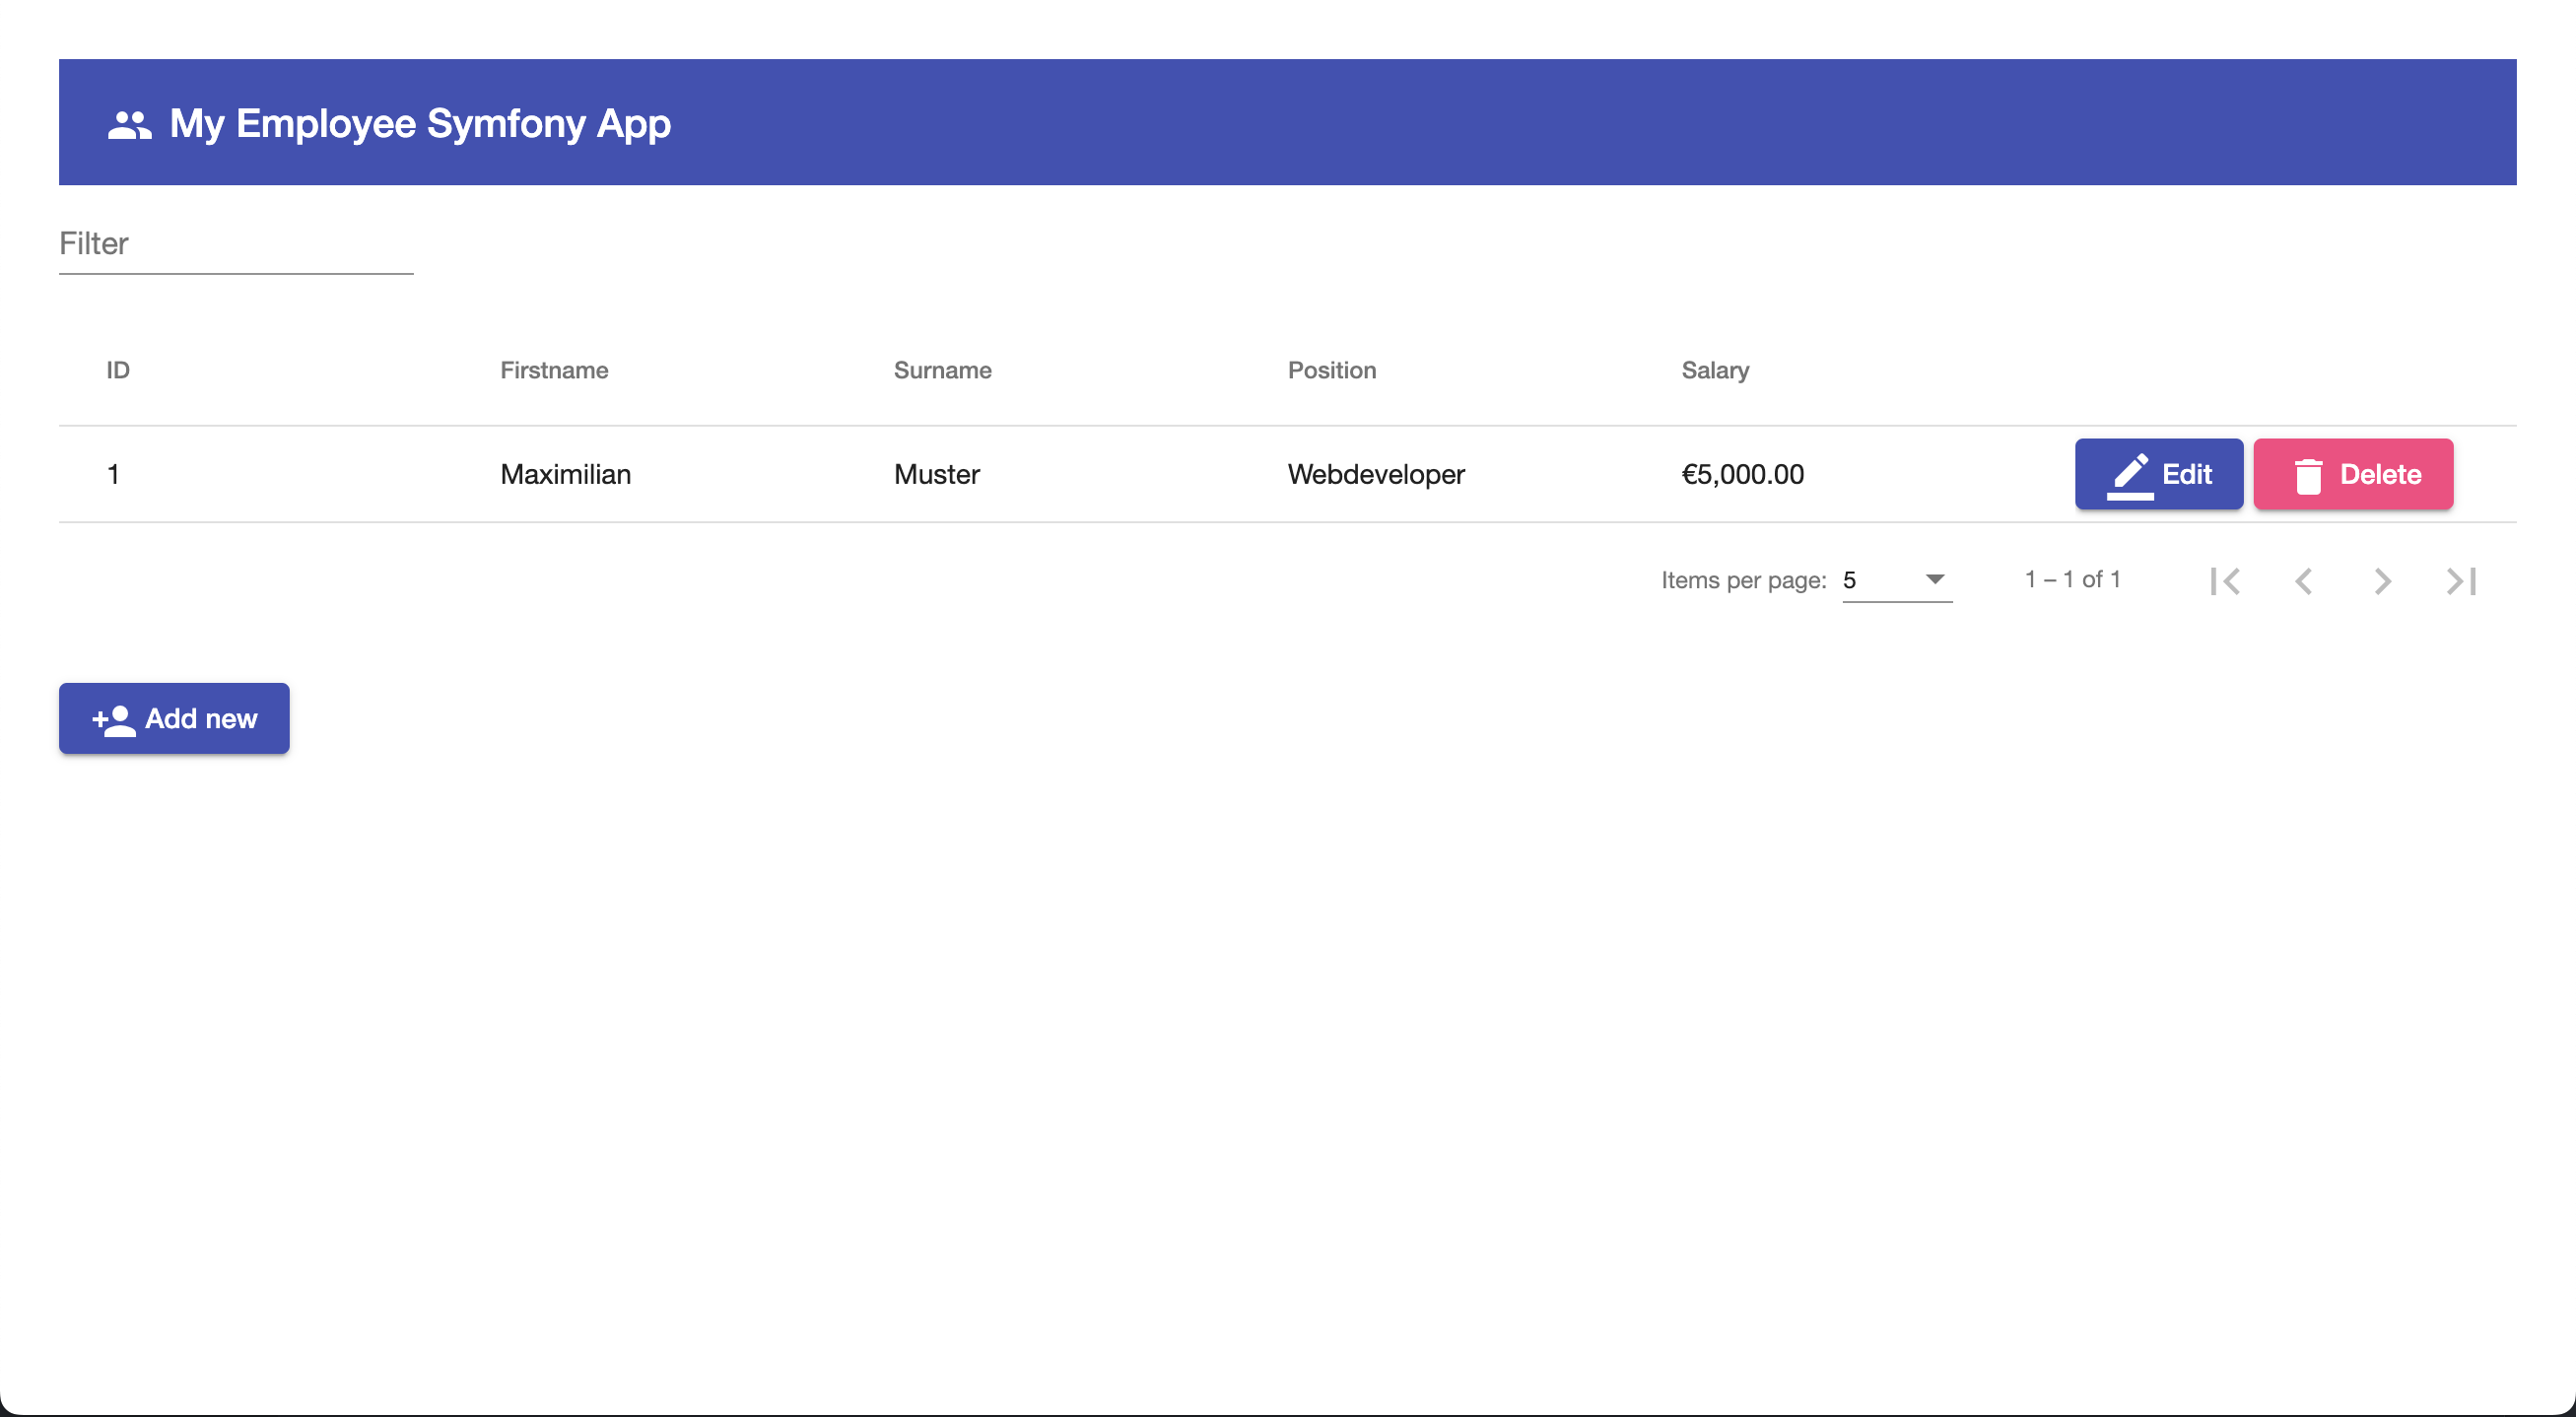 My Employee Symfony App
Filter
ID Firstname Surname Position Salary
1 Maximilian Muster Webdeveloper €5,000.00 Edit Delete
Items per page: 5 1 – 1 of 1
Add new